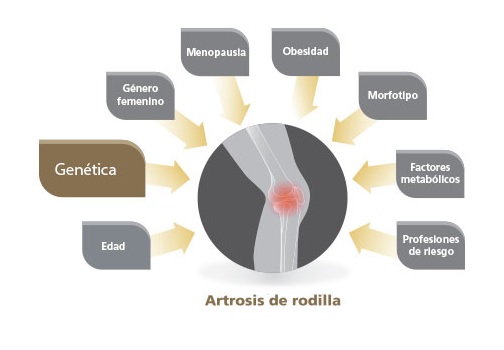 Menopausia
Obesidad
Género
femenino
Morfotipo
Genética
Factores
metabólicos
Edad
Profesiones
de riesgo
Artrosis de rodilla